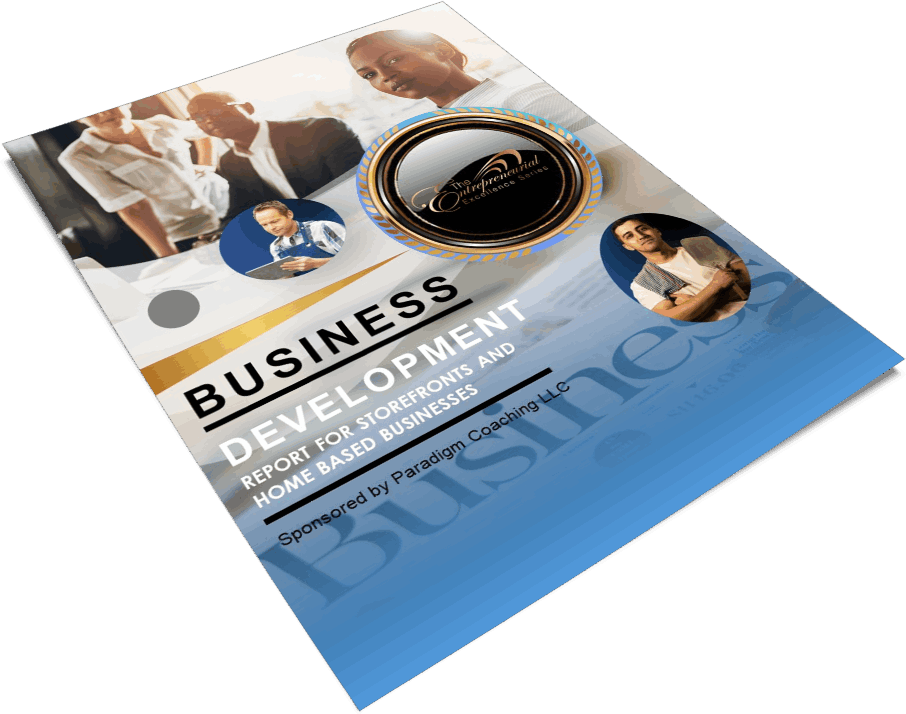 The
Entrepreneurial
Excellence Series
BUSINESS
DEVELOPMENT
REPORT FOR STOREFRONTS AND
HOME BASED BUSINESSES
Sponsored by Paradigm Coaching LLC
Business